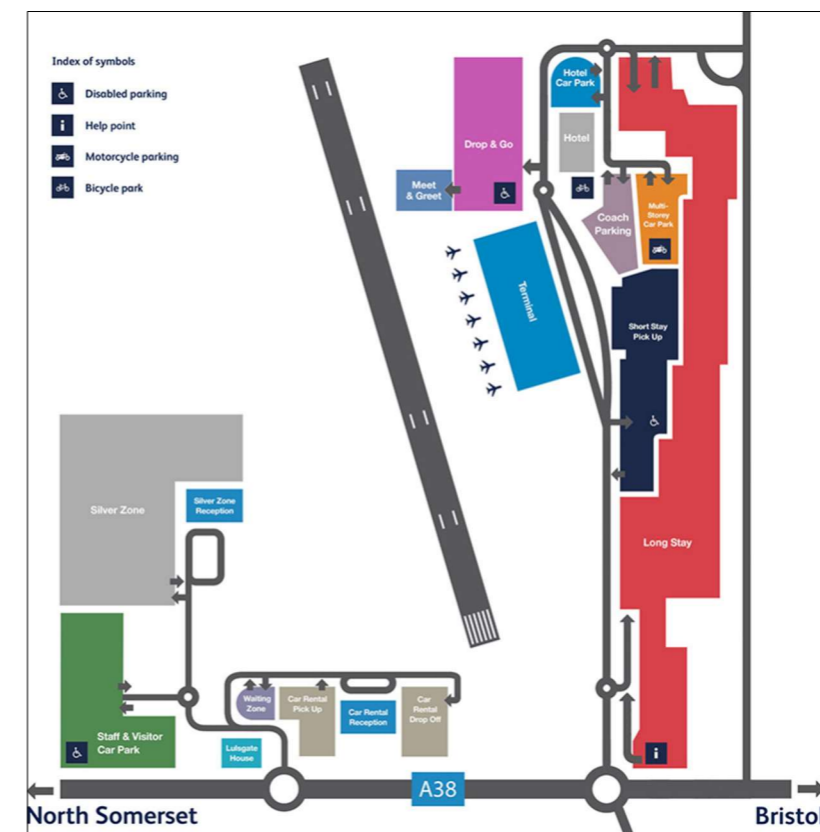 Index of symbols
Disabled parking
Help point
Motorcycle parking
Bicycle park
Hotel
Car Park
Drop & Go
Hotel
Meet
& Greet
Coach
Parking
Multi-
Storey
Car Park
Terminal
Short Stay
Pick Up
Silver Zone
Silver Zone
Reception
Long Stay
Waiting
Zone
Car Rental
Pick Up
Car Rental
Reception
Car
Rental
Drop Off
Staff & Visitor
Car Park
Lulsgate
House
A38
North Somerset
Bristol